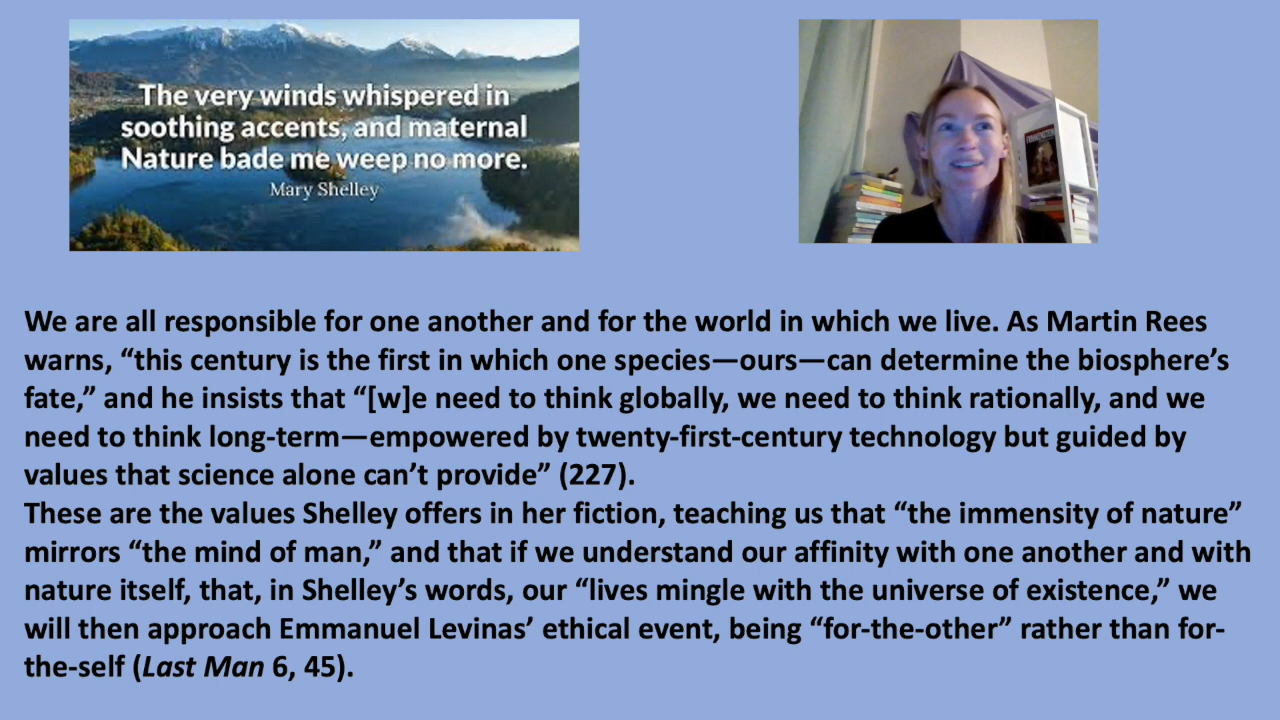 The very winds whispered in
soothing accents, and maternal
Nature bade me weep no more.
Mary Shelley
FRANKENSTEIN
We are all responsible for one another and for the world in which we live. As Martin Rees
warns, “this century is the first in which one species—ours—can determine the biosphere’s
fate,” and he insists that “[w]e need to think globally, we need to think rationally, and we
need to think long-term—empowered by twenty-first-century technology but guided by
values that science alone can’t provide” (227).
These are the values Shelley offers in her fiction, teaching us that “the immensity of nature”
mirrors “the mind of man,” and that if we understand our affinity with one another and with
nature itself, that, in Shelley’s words, our “lives mingle with the universe of existence,” we
will then approach Emmanuel Levinas’ ethical event, being “for-the-other” rather than for-
the-self (Last Man 6, 45).